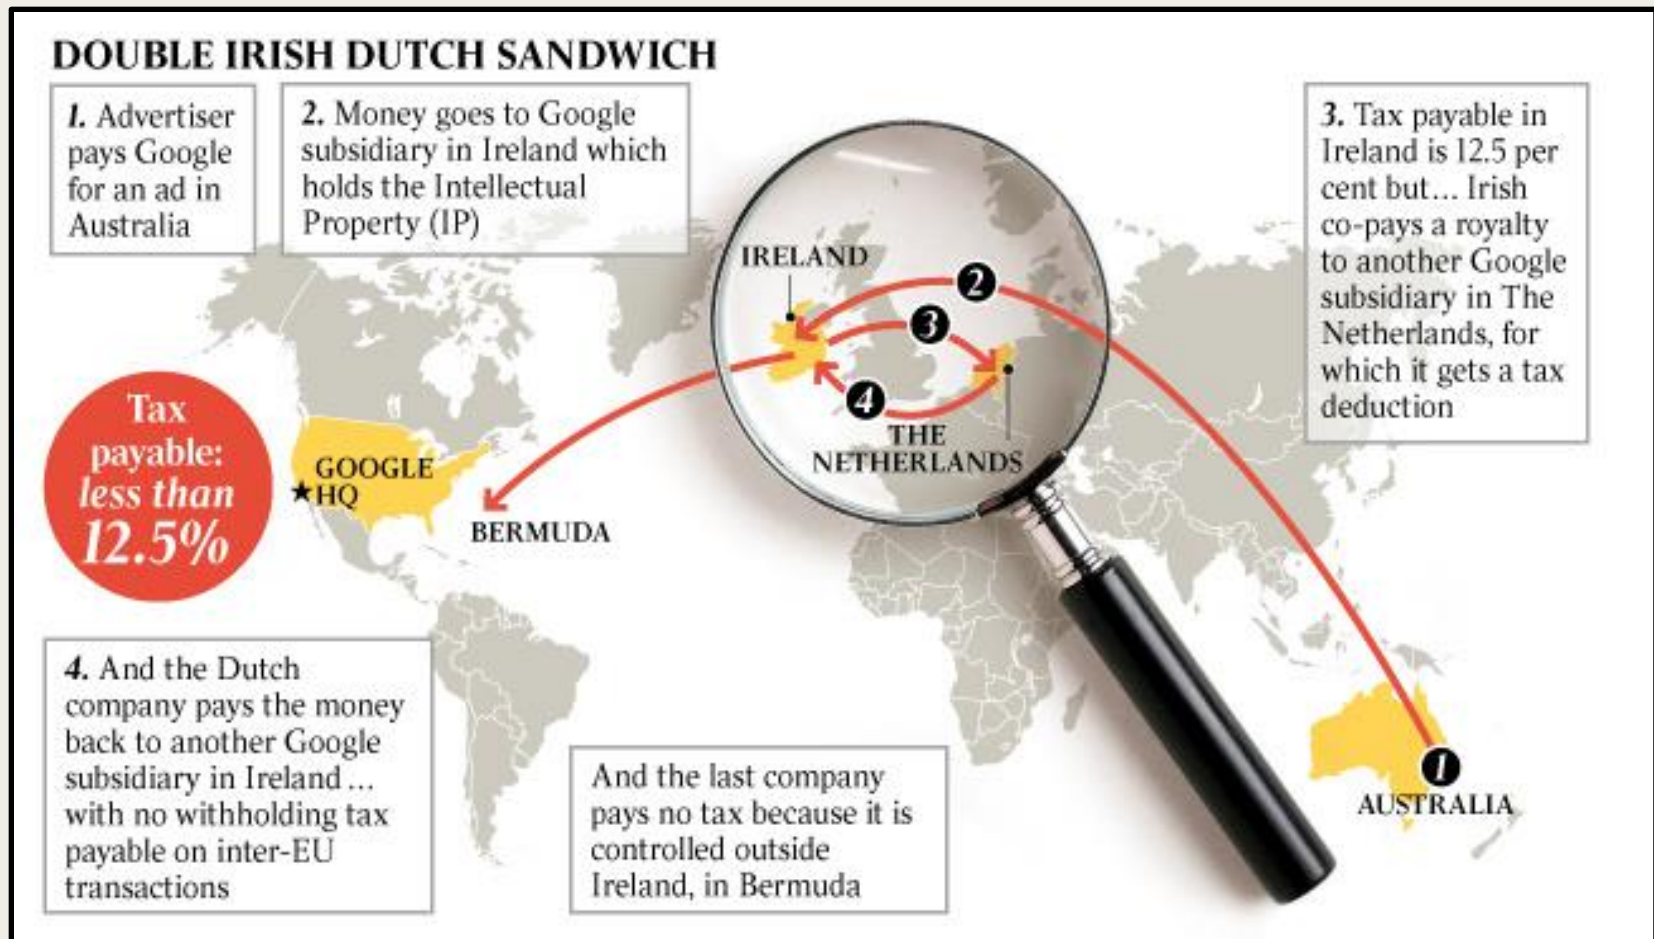 DOUBLE IRISH DUTCH SANDWICH
1. Advertiser
pays Google
for an ad in
Australia
2. Money goes to Google
subsidiary in Ireland which
holds the Intellectual
Property (IP)
3. Tax payable in
Ireland is 12.5 per
cent but... Irish
co-pays a royalty
to another Google
subsidiary in The
Netherlands, for
which it gets a tax
deduction
IRELAND
2
3
4
THE
NETHERLANDS
Tax
payable:
less than
12.5%
GOOGLE
HQ
BERMUDA
1
AUSTRALIA
4. And the Dutch
company pays the money
back to another Google
subsidiary in Ireland ...
with no withholding tax
payable on inter-EU
transactions
And the last company
pays no tax because it is
controlled outside
Ireland, in Bermuda